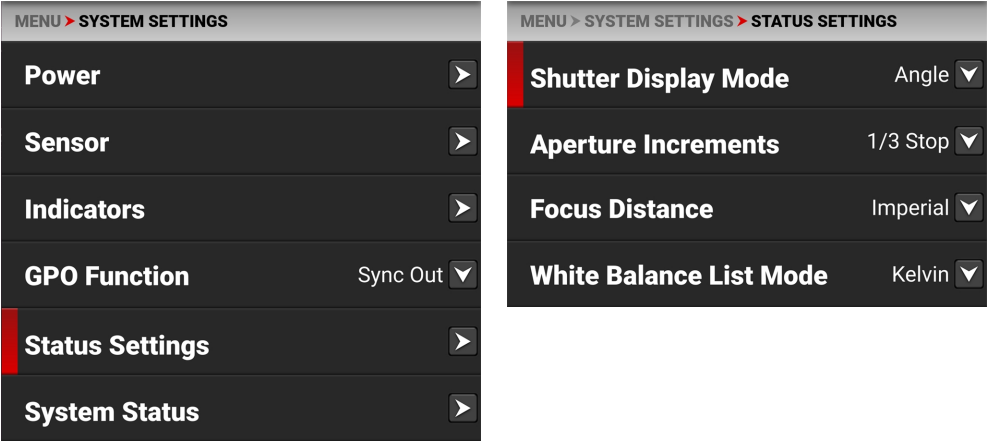 MENU > SYSTEM SETTINGS
Power
Sensor
Indicators
GPO Function Sync Out
Status Settings
System Status
MENU > SYSTEM SETTINGS > STATUS SETTINGS
Shutter Display Mode Angle
Aperture Increments 1/3 Stop
Focus Distance Imperial
White Balance List Mode Kelvin